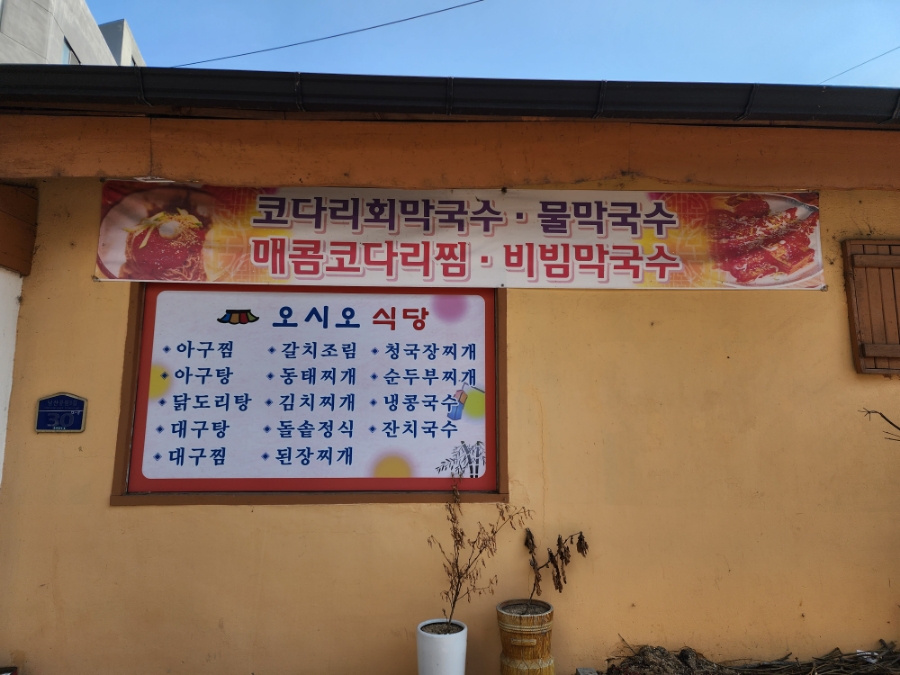 코다리회막국수 · 물막국수
매콤코다리찜 · 비빔막국수
오시오 식당
아구찜
아구탕
닭도리탕
대구탕
대구찜
갈치조림
동태찌개
김치찌개
돌솥정식
된장찌개
청국장찌개
순두부찌개
냉콩국수
잔치국수
30